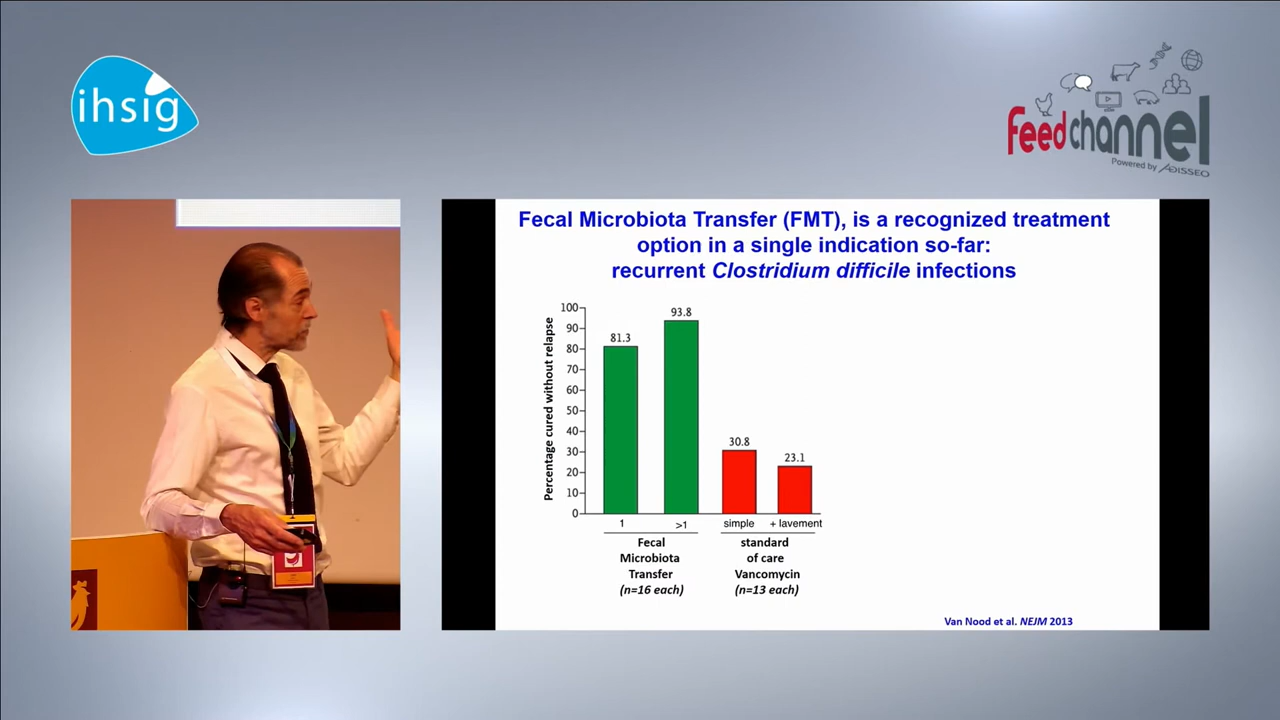 ihsig
feedchannel
Powered by ADISSEO
Fecal Microbiota Transfer (FMT), is a recognized treatment
option in a single indication so-far:
recurrent Clostridium difficile infections
Percentage cured without relapse
100
90
80
70
60
50
40
30
20
10
0
81.3
93.8
30.8
23.1
1
>1
simple
+ lavement
Fecal
Microbiota
Transfer
(n=16 each)
standard
of care
Vancomycin
(n=13 each)
Van Nood et al. NEJM 2013